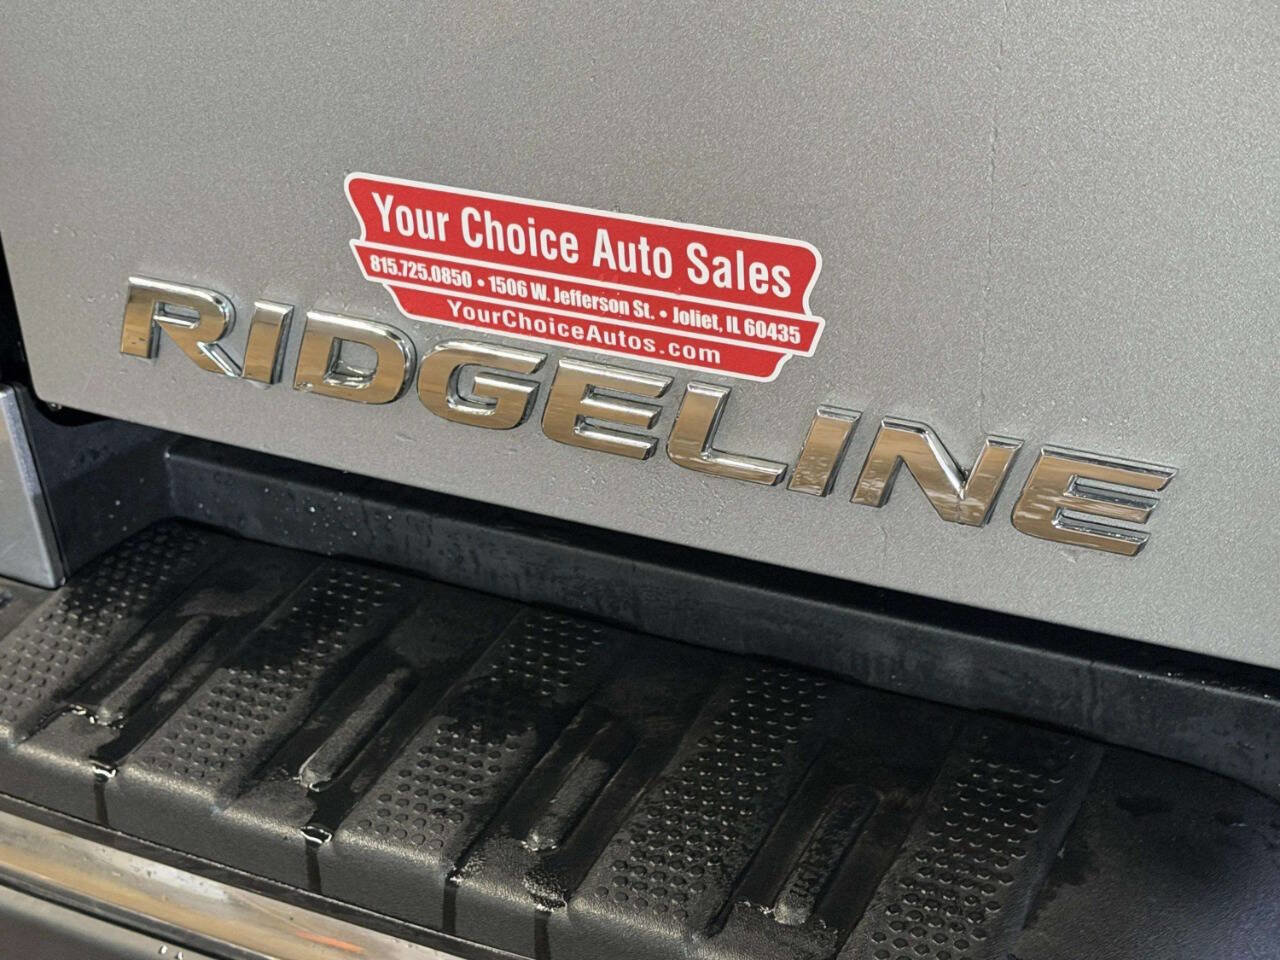 Your Choice Auto Sales
815.725.0850 • 1506 W. Jefferson St. • Joliet, IL 60435
YourChoiceAutos.com
RIDGELINE